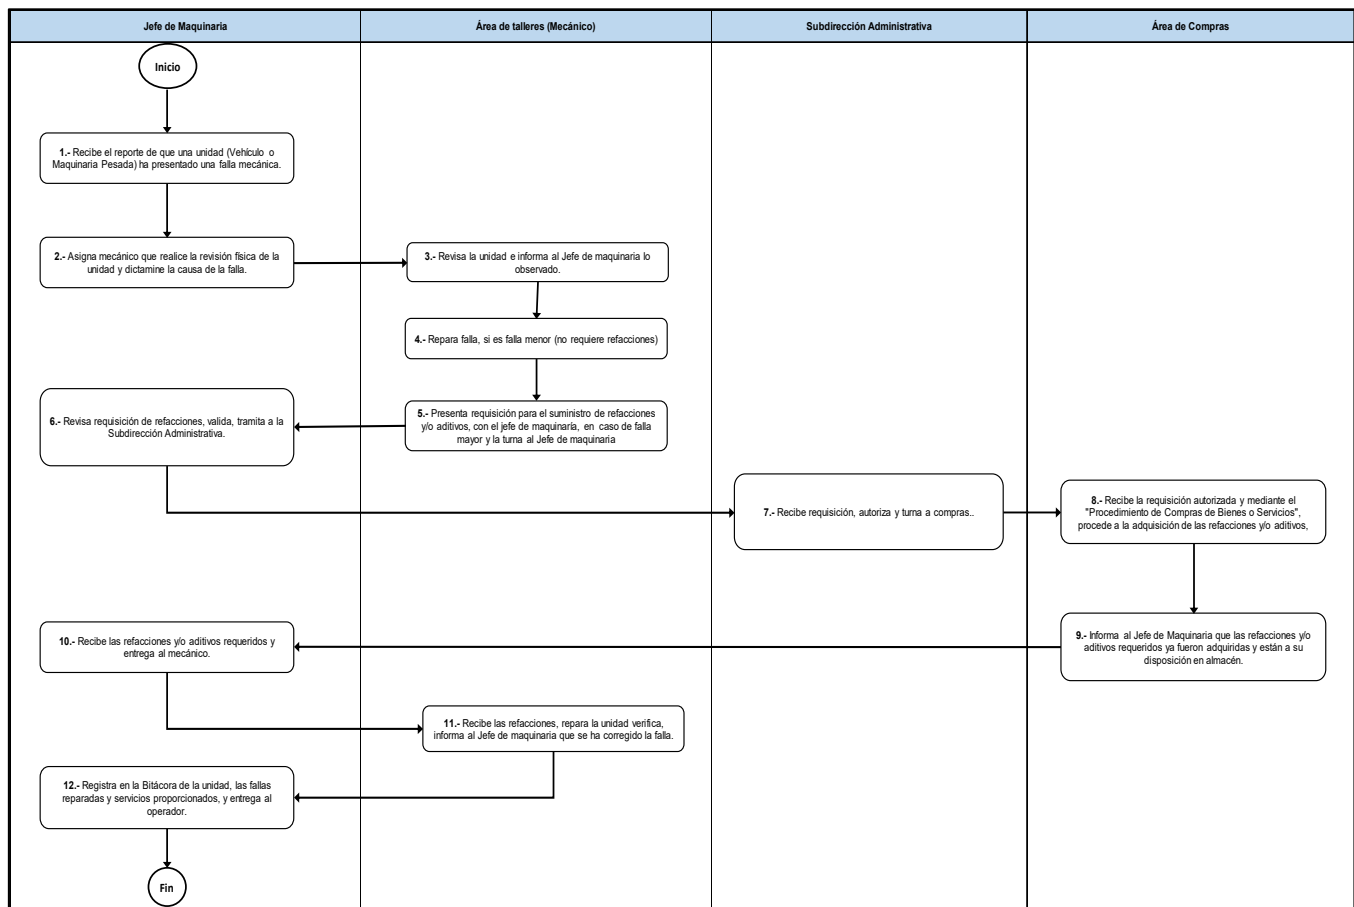 Jefe de Maquinaria
Área de talleres (Mecánico)
Subdirección Administrativa
Área de Compras
Inicio
1.- Recibe el reporte de que una unidad (Vehículo o
Maquinaria Pesada) ha presentado una falla mecánica.
2.- Asigna mecánico que realice la revisión física de la
unidad y dictamine la causa de la falla.
3.- Revisa la unidad e informa al Jefe de maquinaria lo
observado.
4.- Repara falla, si es falla menor (no requiere refacciones)
5.- Presenta requisición para el suministro de refacciones
y/o aditivos, con el jefe de maquinaría, en caso de falla
mayor y la turna al Jefe de maquinaria
6.- Revisa requisición de refacciones, valida, tramita a la
Subdirección Administrativa.
7.- Recibe requisición, autoriza y turna a compras..
8.- Recibe la requisición autorizada y mediante el
"Procedimiento de Compras de Bienes o Servicios",
procede a la adquisición de las refacciones y/o aditivos,
9.- Informa al Jefe de Maquinaria que las refacciones y/o
aditivos requeridos ya fueron adquiridas y están a su
disposición en almacén.
10.- Recibe las refacciones y/o aditivos requeridos y
entrega al mecánico.
11.- Recibe las refacciones, repara la unidad verifica,
informa al Jefe de maquinaria que se ha corregido la falla.
12.- Registra en la Bitácora de la unidad, las fallas
reparadas y servicios proporcionados, y entrega al
operador.
Fin